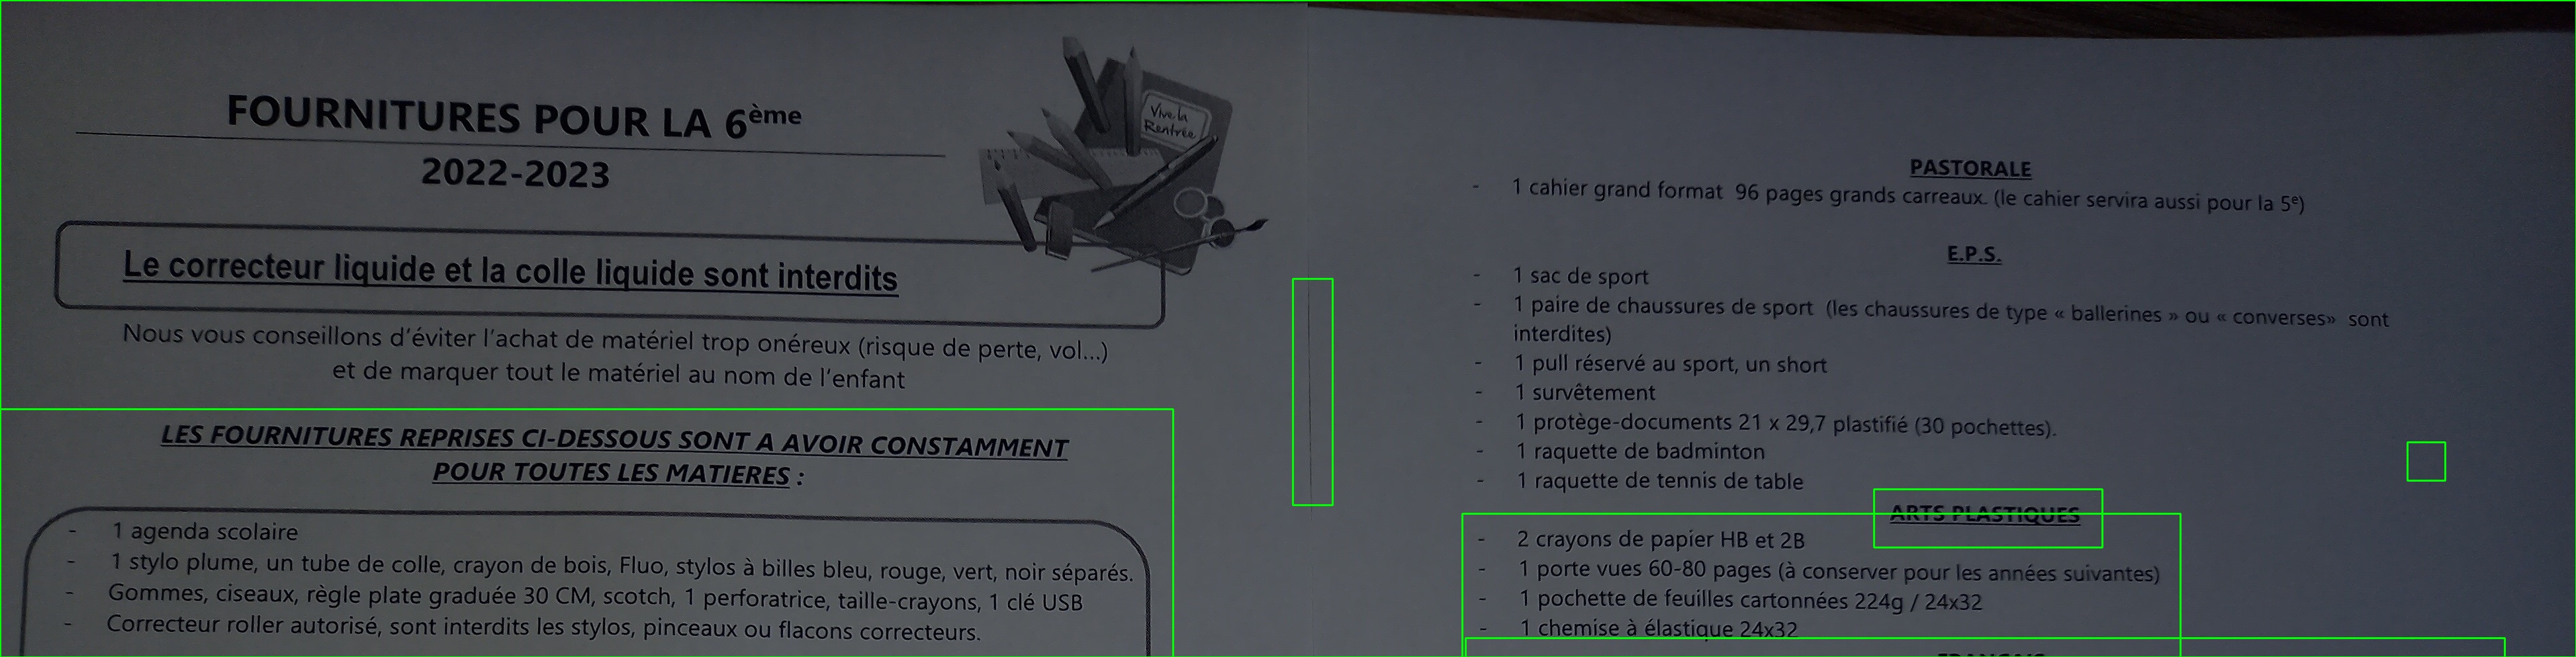 FOURNITURES POUR LA 6ème
2022-2023
Vive la
Rentrée
Le correcteur liquide et la colle liquide sont interdits
Nous vous conseillons d'éviter l'achat de matériel trop onéreux (risque de perte, vol...)
et de marquer tout le matériel au nom de l'enfant
LES FOURNITURES REPRISES CI-DESSOUS SONT A AVOIR CONSTAMMENT
POUR TOUTES LES MATIERES :
- 1 agenda scolaire
- 1 stylo plume, un tube de colle, crayon de bois, Fluo, stylos à billes bleu, rouge, vert, noir séparés.
- Gommes, ciseaux, règle plate graduée 30 CM, scotch, 1 perforatrice, taille-crayons, 1 clé USB
- Correcteur roller autorisé, sont interdits les stylos, pinceaux ou flacons correcteurs.
PASTORALE
- 1 cahier grand format 96 pages grands carreaux. (le cahier servira aussi pour la 5e)
E.P.S.
- 1 sac de sport
- 1 paire de chaussures de sport (les chaussures de type « ballerines » ou « converses» sont
interdites)
- 1 pull réservé au sport, un short
- 1 survêtement
- 1 protège-documents 21 x 29,7 plastifié (30 pochettes).
- 1 raquette de badminton
- 1 raquette de tennis de table
ARTS PLASTIQUES
- 2 crayons de papier HB et 2B
- 1 porte vues 60-80 pages (à conserver pour les années suivantes)
- 1 pochette de feuilles cartonnées 224g / 24x32
- 1 chemise à élastique 24x32